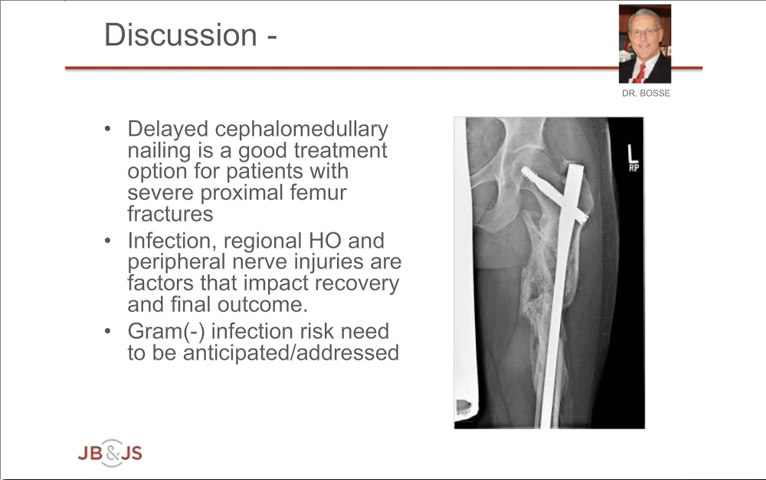 Discussion -
DR. BOSSE
• Delayed cephalomedullary
nailing is a good treatment
option for patients with
severe proximal femur
fractures
• Infection, regional HO and
peripheral nerve injuries are
factors that impact recovery
and final outcome.
• Gram(-) infection risk need
to be anticipated/addressed
L
RP
JB&JS